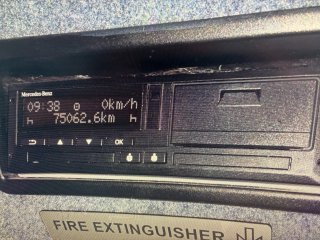 Mercedes-Benz
09:38 0km/h
75062.6km
OK
FIRE EXTINGUISHER